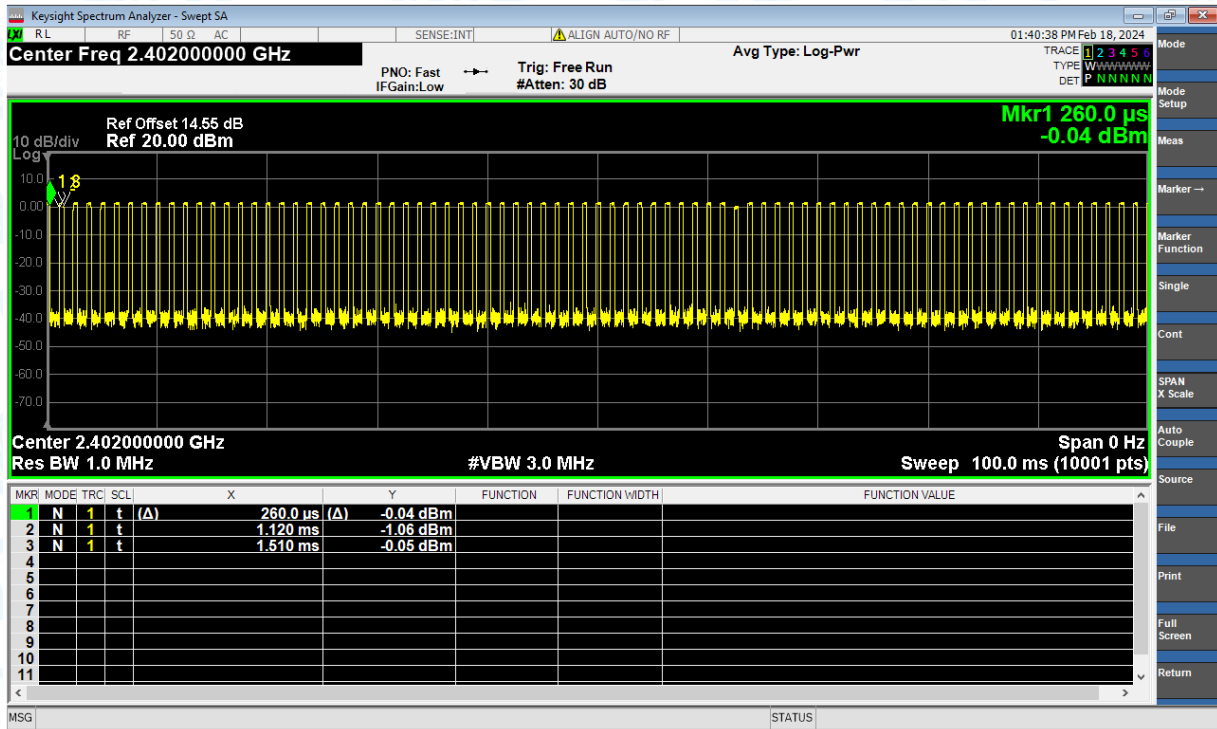 Keysight Spectrum Analyzer - Swept SA
LXI RL RF 50 Ω AC SENSE:INT ALIGN AUTO/NO RF 01:40:38 PM Feb 18, 2024
Center Freq 2.402000000 GHz
Avg Type: Log-Pwr
TRACE 1 2 3 4 5 6
TYPE WWWWWW
DET P N N N N N
PNO: Fast
IFGain:Low
Trig: Free Run
#Atten: 30 dB
Mkr1 260.0 µs
-0.04 dBm
Ref Offset 14.55 dB
10 dB/div Ref 20.00 dBm
Log
10.0
0.00
-10.0
-20.0
-30.0
-40.0
-50.0
-60.0
-70.0
1
3
Center 2.402000000 GHz Span 0 Hz
Res BW 1.0 MHz #VBW 3.0 MHz Sweep 100.0 ms (10001 pts)
MKR MODE TRC SCL X Y FUNCTION FUNCTION WIDTH FUNCTION VALUE
1 N 1 t (Δ) 260.0 µs (Δ) -0.04 dBm
2 N 1 t 1.120 ms -1.06 dBm
3 N 1 t 1.510 ms -0.05 dBm
4
5
6
7
8
9
10
11
MSG STATUS
Mode
Mode
Setup
Meas
Marker →
Marker
Function
Single
Cont
SPAN
X Scale
Auto
Couple
Source
File
Print
Full
Screen
Return